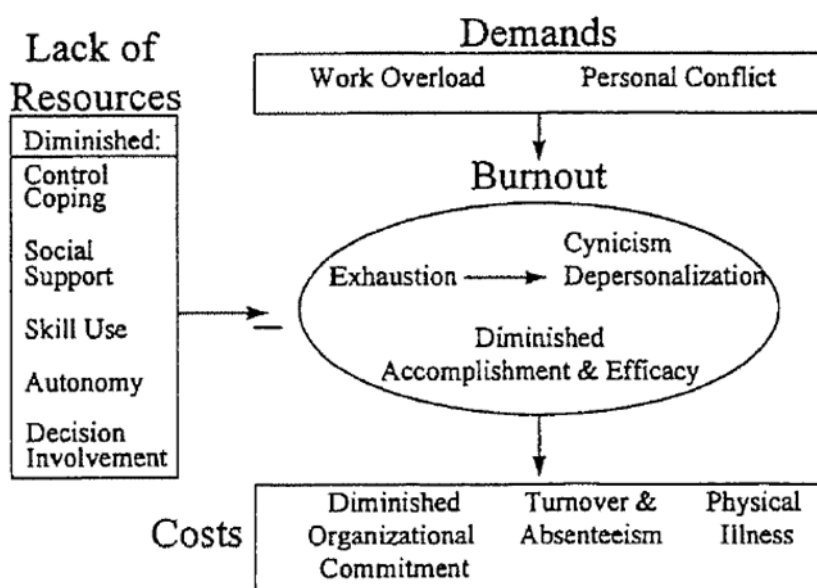 Lack of
Resources
Diminished:
Control
Coping
Social
Support
Skill Use
Autonomy
Decision
Involvement
Demands
Work Overload Personal Conflict
Burnout
Cynicism
Exhaustion Depersonalization
Diminished
Accomplishment & Efficacy
Costs
Diminished Turnover & Physical
Organizational Absenteeism Illness
Commitment